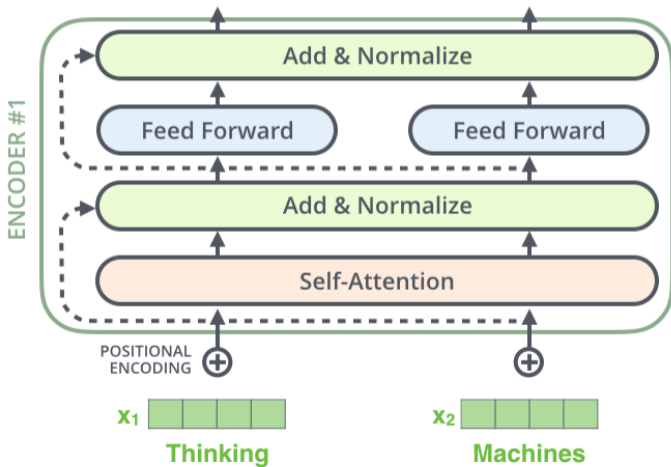 ENCODER #1
Add & Normalize
Feed Forward
Feed Forward
Add & Normalize
Self-Attention
POSITIONAL
ENCODING
x1
x2
Thinking
Machines